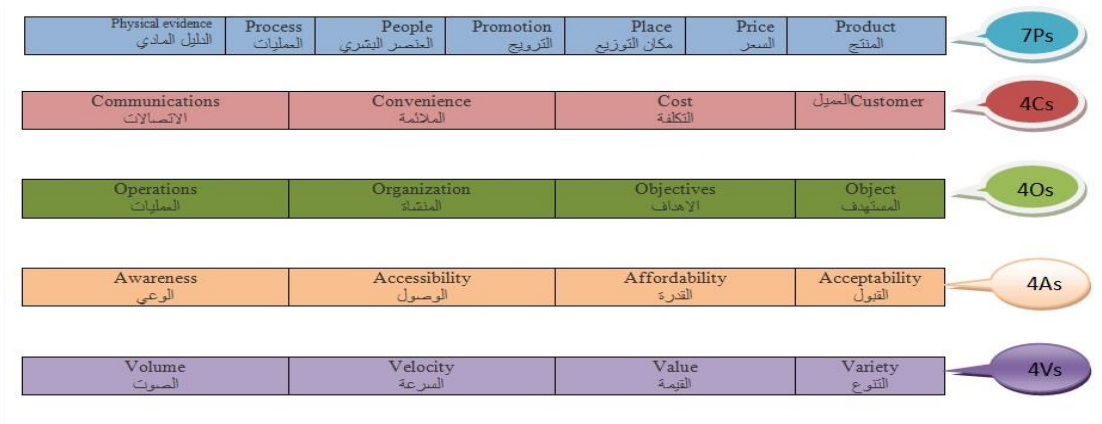 7Ps
Product
المنتج
Price
السعر
Place
مكان التوزيع
Promotion
الترويج
People
العنصر البشري
Process
العمليات
Physical evidence
الدليل المادي
4Cs
Customerالعميل
Cost
التكلفة
Convenience
الملائمة
Communications
الاتصالات
4Os
Object
المستهدف
Objectives
الاهداف
Organization
المنشاة
Operations
العمليات
4As
Acceptability
القبول
Affordability
القدرة
Accessibility
الوصول
Awareness
الوعي
4Vs
Variety
التنوع
Value
القيمة
Velocity
السرعة
Volume
الصوت